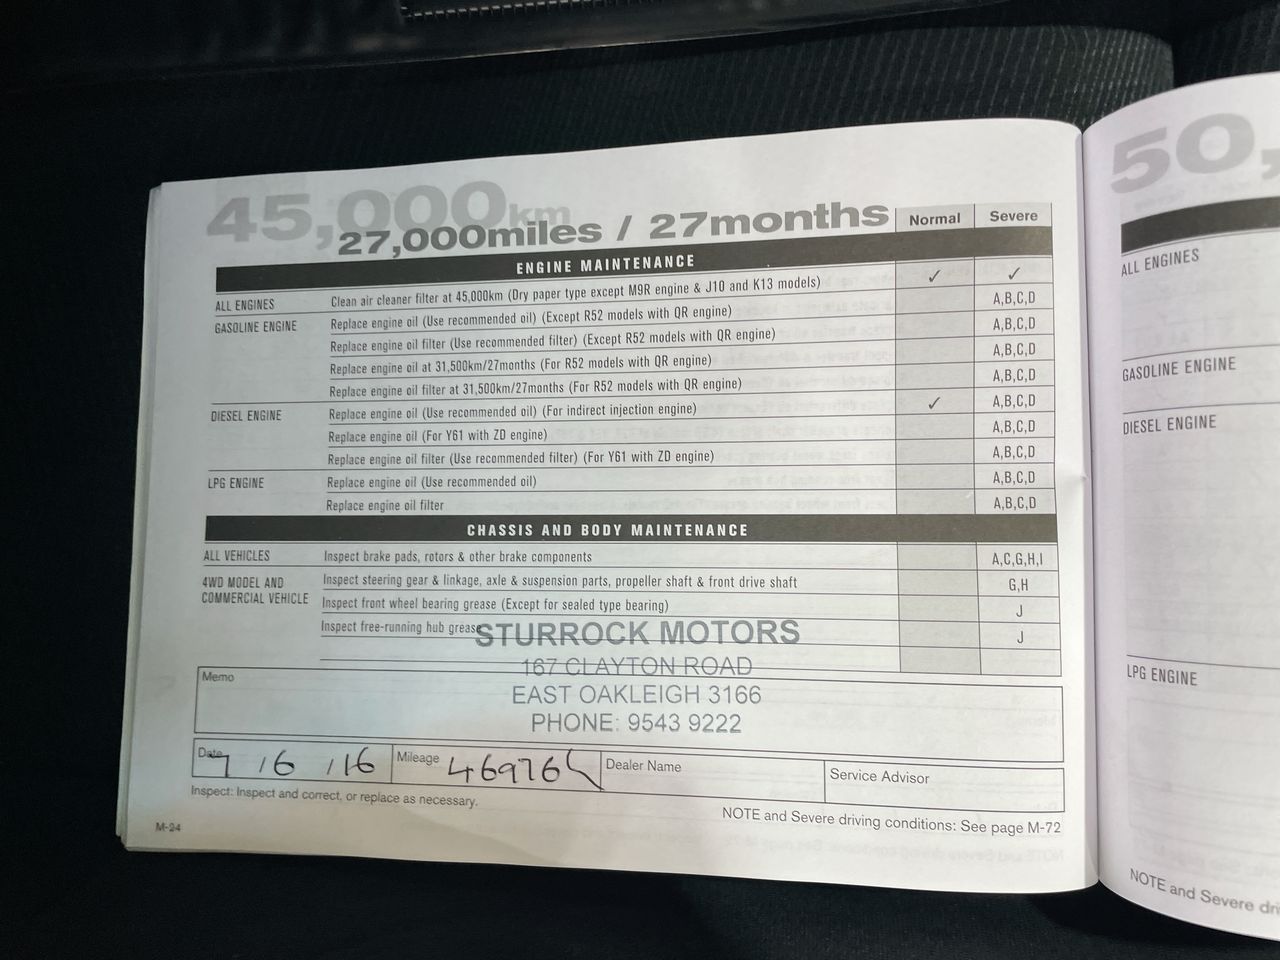 45,000km
27,000miles / 27months Normal Severe
ENGINE MAINTENANCE
ALL ENGINES Clean air cleaner filter at 45,000km (Dry paper type except M9R engine & J10 and K13 models) ✓ ✓
GASOLINE ENGINE Replace engine oil (Use recommended oil) (Except R52 models with QR engine) A,B,C,D
Replace engine oil filter (Use recommended filter) (Except R52 models with QR engine) A,B,C,D
Replace engine oil at 31,500km/27months (For R52 models with QR engine) A,B,C,D
Replace engine oil filter at 31,500km/27months (For R52 models with QR engine) A,B,C,D
DIESEL ENGINE Replace engine oil (Use recommended oil) (For indirect injection engine) ✓ A,B,C,D
Replace engine oil (For Y61 with ZD engine) A,B,C,D
Replace engine oil filter (Use recommended filter) (For Y61 with ZD engine) A,B,C,D
LPG ENGINE Replace engine oil (Use recommended oil) A,B,C,D
Replace engine oil filter A,B,C,D
CHASSIS AND BODY MAINTENANCE
ALL VEHICLES Inspect brake pads, rotors & other brake components A,C,G,H,I
4WD MODEL AND Inspect steering gear & linkage, axle & suspension parts, propeller shaft & front drive shaft G,H
COMMERCIAL VEHICLE Inspect front wheel bearing grease (Except for sealed type bearing) J
Inspect free-running hub grease J
STURROCK MOTORS
167 CLAYTON ROAD
EAST OAKLEIGH 3166
PHONE: 9543 9222
Memo
Date 7 /6 /16 Mileage 46976 Dealer Name Service Advisor
Inspect: Inspect and correct, or replace as necessary.
NOTE and Severe driving conditions: See page M-72
M-24
50,
ALL ENGINES
GASOLINE ENGINE
DIESEL ENGINE
LPG ENGINE
NOTE and Severe dri